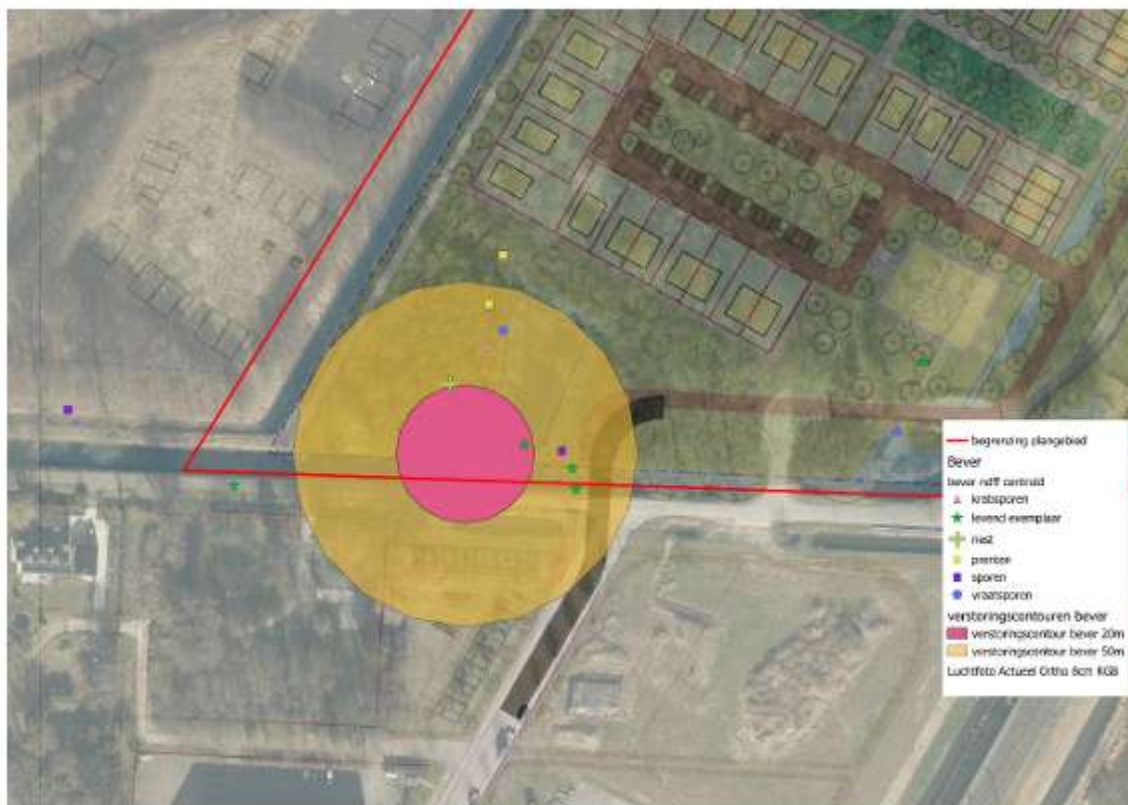 begrenzing plangebied
Bever
bever ndff centroid
krabsporen
levend exemplaar
nest
prenten
sporen
vraatsporen
verstoringscontouren bever
verstoringscontour bever 20m
verstoringscontour bever 50m
Luchtfoto Actueel Ortho 8cm RGB